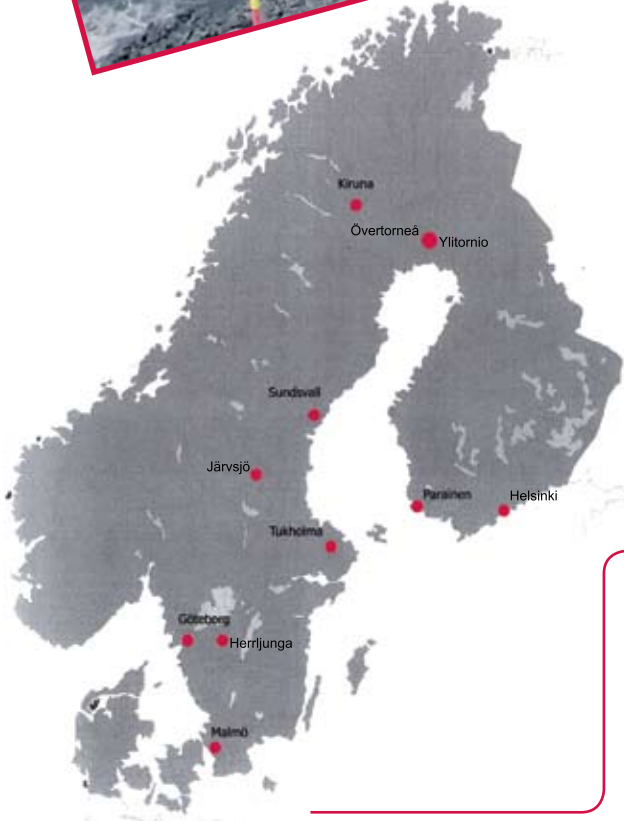 Kiruna
Övertorneå
Ylitornio
Sundsvall
Järvsjö
Parainen
Helsinki
Tukholma
Göteborg
Herrljunga
Malmö